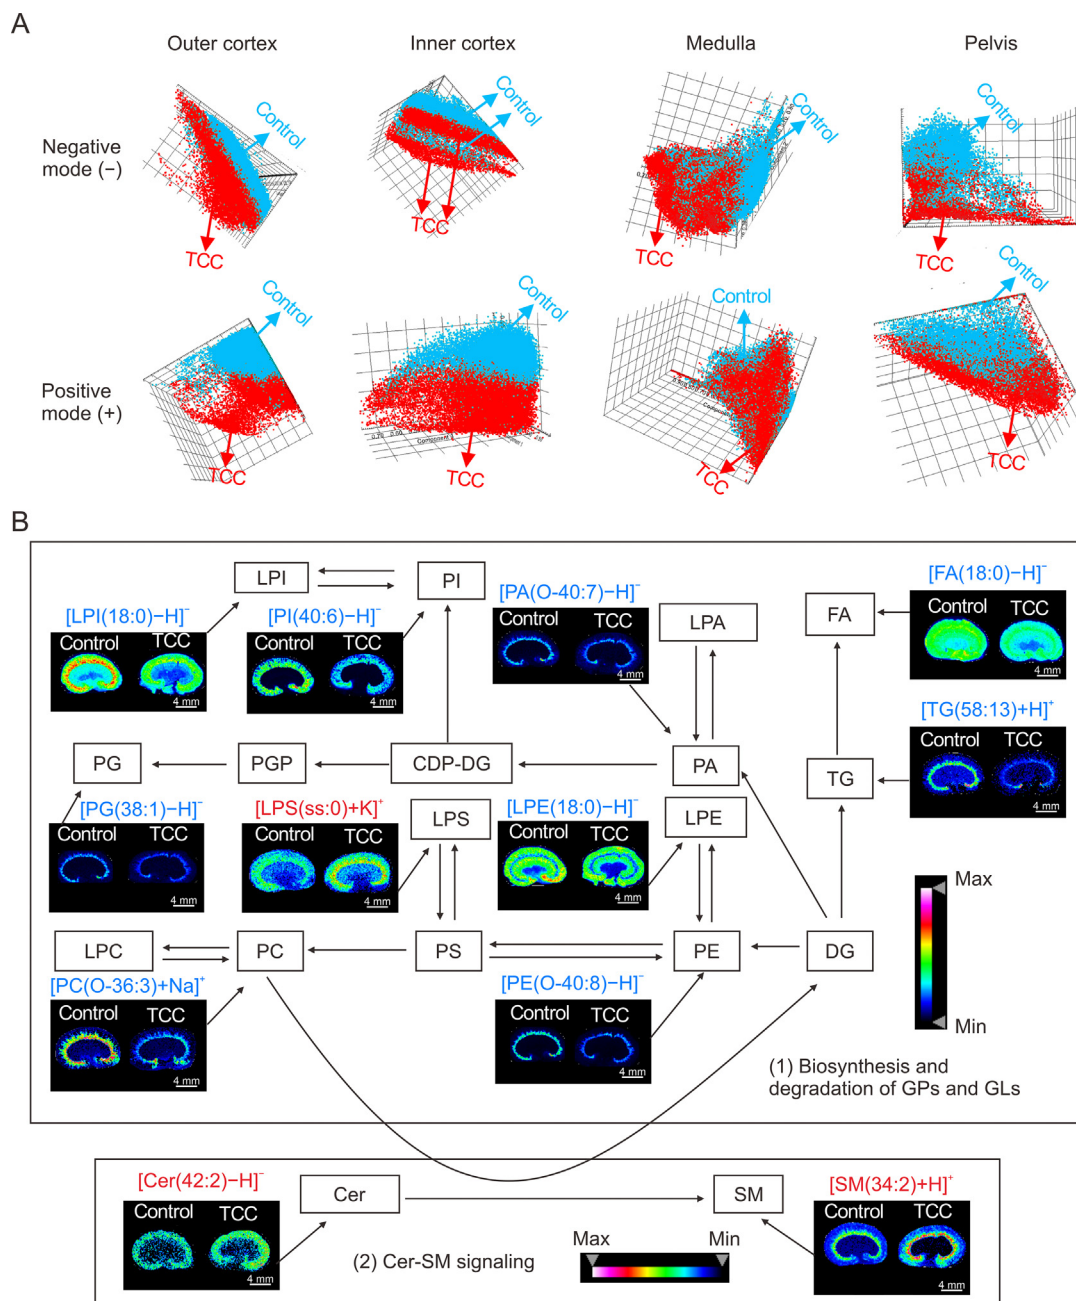 A
Outer cortex
Inner cortex
Medulla
Pelvis
Negative
mode (−)
Control
TCC
Control
TCC
Control
TCC
Control
TCC
Positive
mode (+)
Control
TCC
Control
TCC
Component
Control
TCC
Control
TCC
B
LPI
PI
[LPI(18:0)−H]⁻
Control TCC
4 mm
[PI(40:6)−H]⁻
Control TCC
4 mm
[PA(O-40:7)−H]⁻
Control TCC
4 mm
LPA
FA
[FA(18:0)−H]⁻
Control TCC
4 mm
PG
PGP
CDP-DG
PA
TG
[TG(58:13)+H]⁺
Control TCC
4 mm
[PG(38:1)−H]⁻
Control TCC
4 mm
[LPS(ss:0)+K]⁺
Control TCC
4 mm
LPS
[LPE(18:0)−H]⁻
Control TCC
4 mm
LPE
Max
Min
LPC
PC
PS
PE
DG
[PC(O-36:3)+Na]⁺
Control TCC
4 mm
[PE(O-40:8)−H]⁻
Control TCC
4 mm
(1) Biosynthesis and
degradation of GPs and GLs
[Cer(42:2)−H]⁻
Control TCC
4 mm
Cer
SM
[SM(34:2)+H]⁺
Control TCC
4 mm
(2) Cer-SM signaling
Max Min